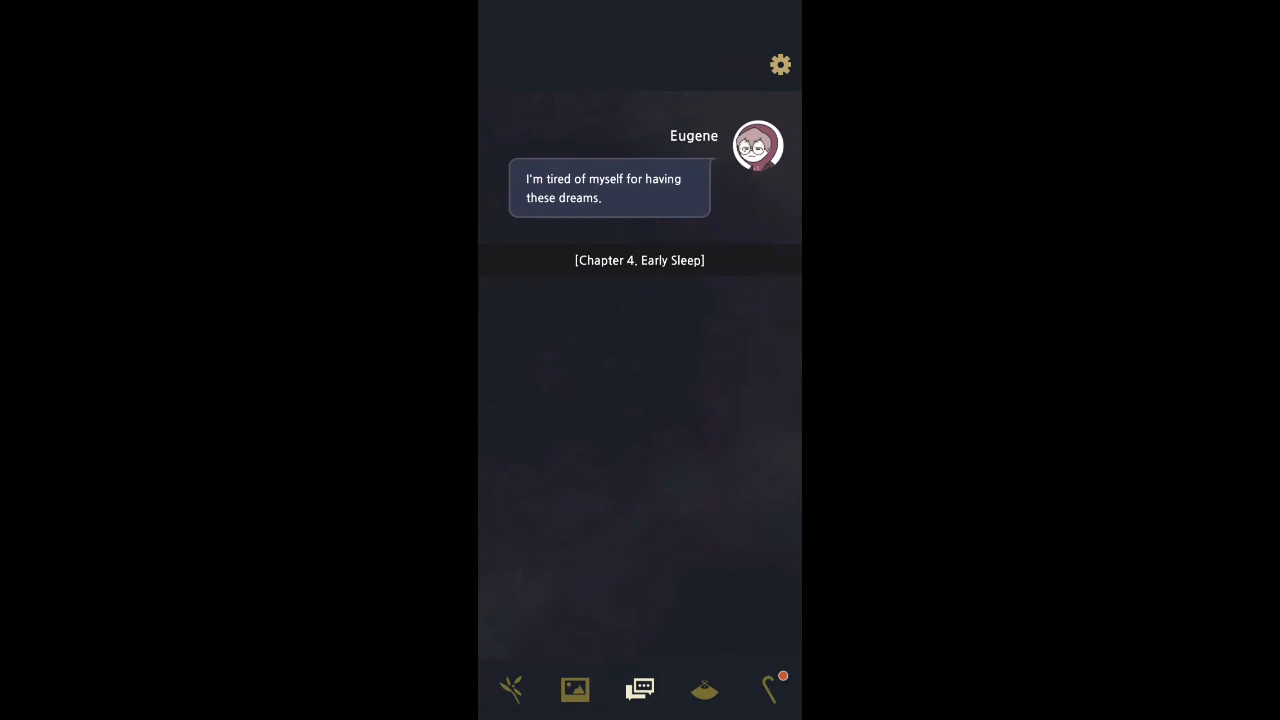 Eugene
I'm tired of myself for having
these dreams.
[Chapter 4. Early Sleep]